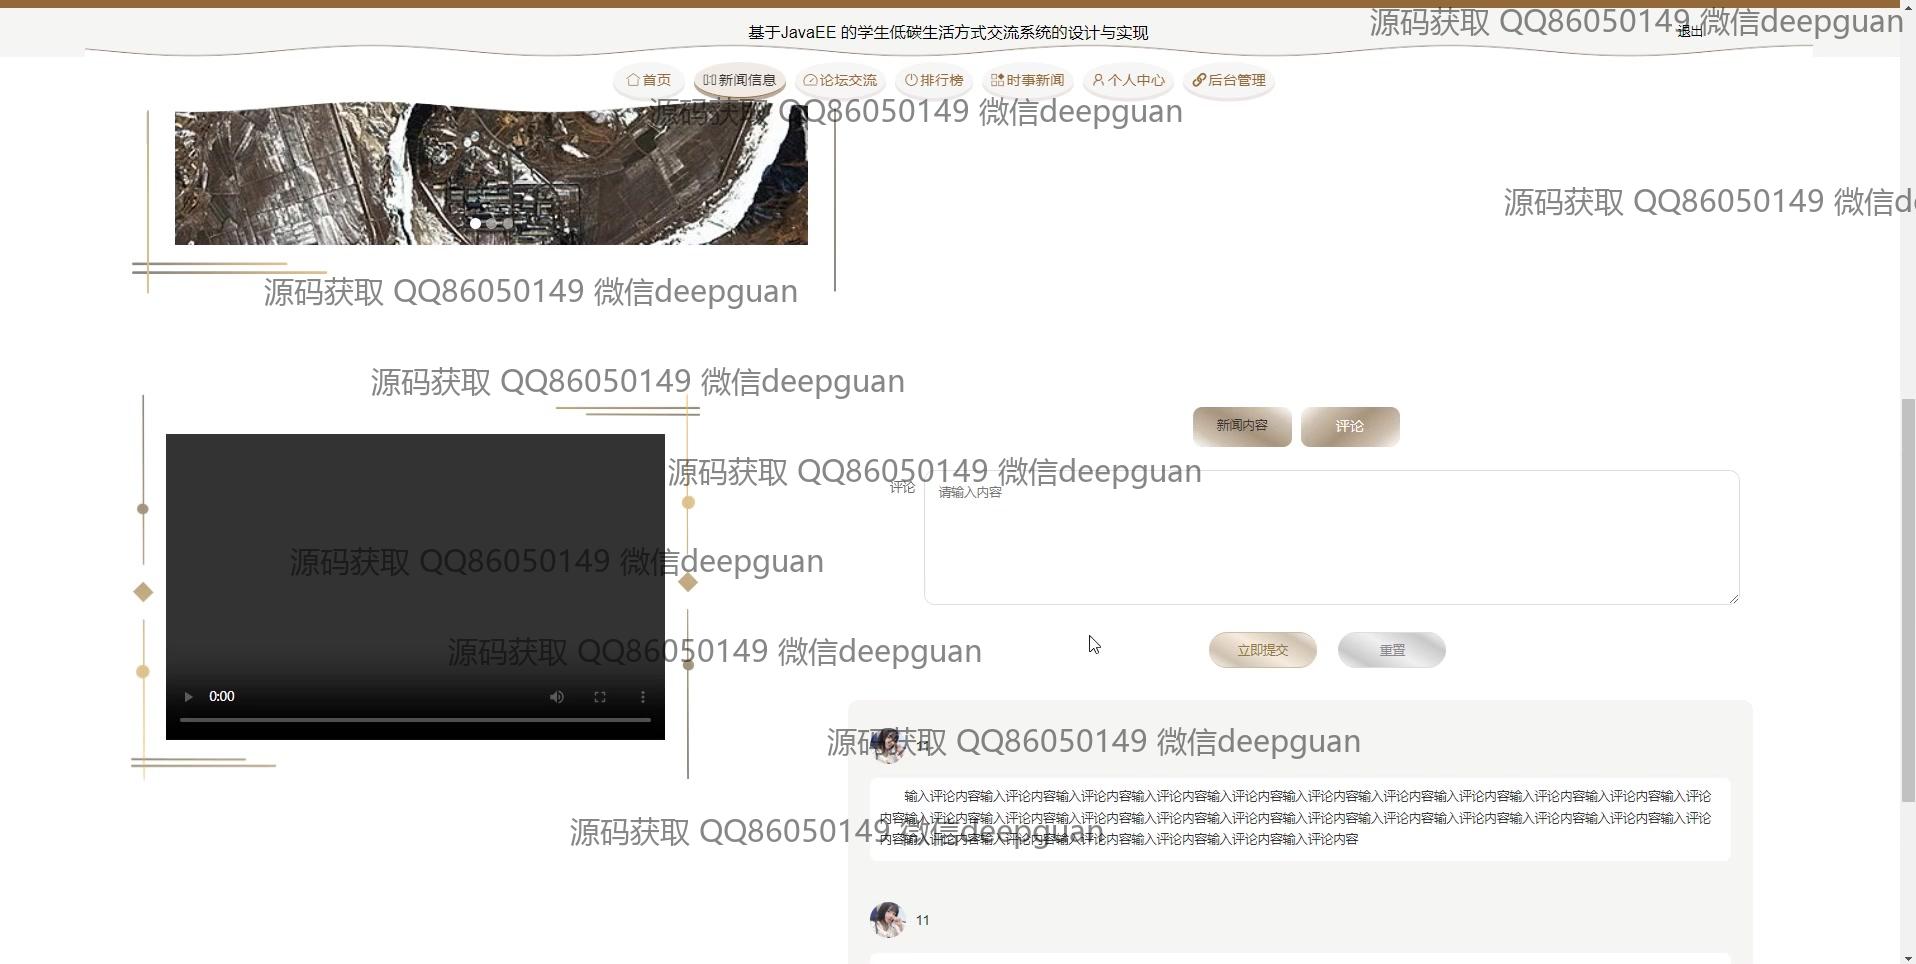 基于JavaEE 的学生低碳生活方式交流系统的设计与实现
源码获取 QQ86050149 微信deepguan
退出
首页 新闻信息 论坛交流 排行榜 时事新闻 个人中心 后台管理
源码获取 QQ86050149 微信deepguan
源码获取 QQ86050149 微信de
源码获取 QQ86050149 微信deepguan
源码获取 QQ86050149 微信deepguan
新闻内容 评论
源码获取 QQ86050149 微信deepguan
评论 请输入内容
源码获取 QQ86050149 微信deepguan
源码获取 QQ86050149 微信deepguan
立即提交 重置
0:00
源码获取 QQ86050149 微信deepguan
11
输入评论内容输入评论内容输入评论内容输入评论内容输入评论内容输入评论内容输入评论内容输入评论内容输入评论内容输入评论内容输入评论
内容输入评论内容输入评论内容输入评论内容输入评论内容输入评论内容输入评论内容输入评论内容输入评论内容输入评论内容输入评论内容输入评论
源码获取 QQ86050149 微信deepguan
内容输入评论内容输入评论内容输入评论内容输入评论内容输入评论内容输入评论内容
11